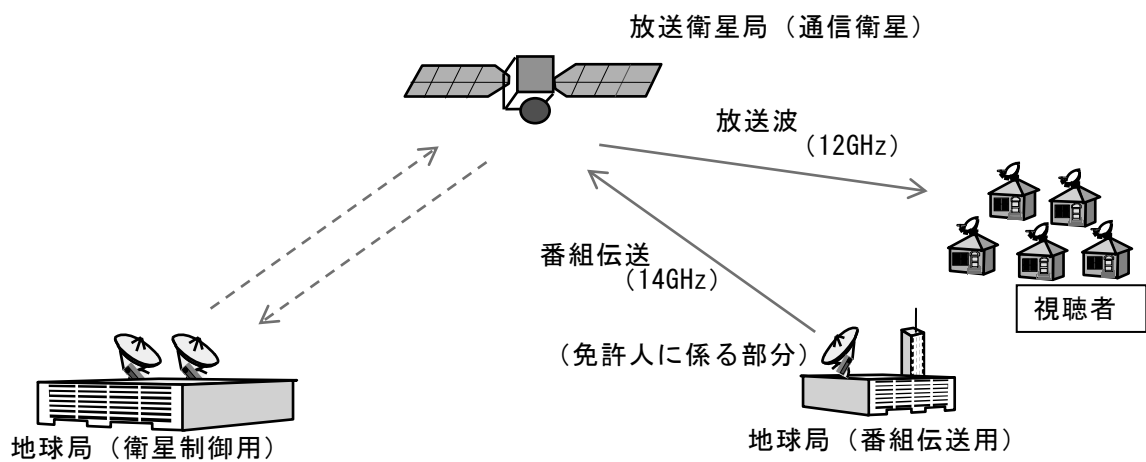 放送衛星局（通信衛星）
放送波
（12GHz）
番組伝送
（14GHz）
視聴者
（免許人に係る部分）
地球局（衛星制御用）
地球局（番組伝送用）